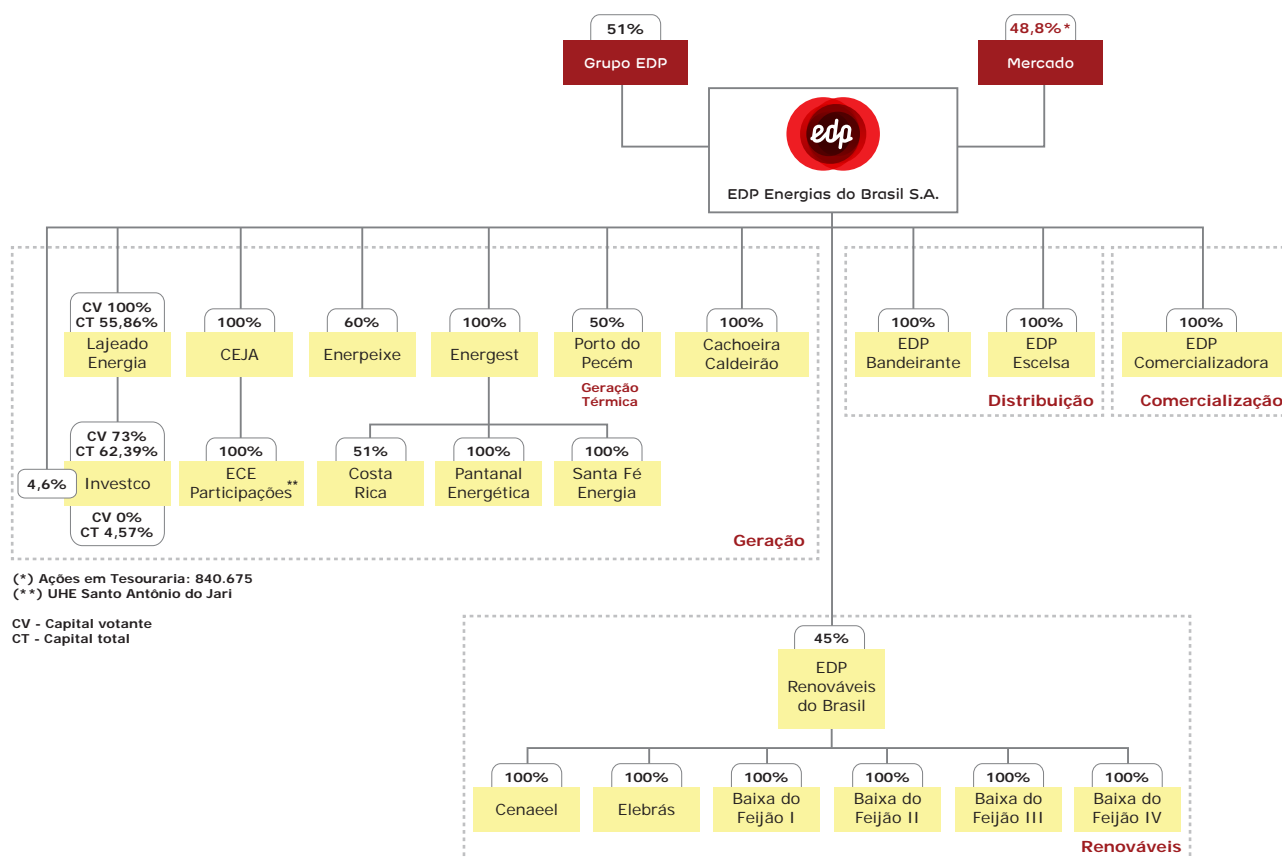 51%
Grupo EDP
48,8%*
Mercado
edp
EDP Energias do Brasil S.A.
CV 100%
CT 55,86%
Lajeado
Energia
100%
CEJA
60%
Enerpeixe
100%
Energest
50%
Porto do
Pecém
Geração
Térmica
100%
Cachoeira
Caldeirão
100%
EDP
Bandeirante
100%
EDP
Escelsa
Distribuição
100%
EDP
Comercializadora
Comercialização
4,6%
CV 73%
CT 62,39%
Investco
CV 0%
CT 4,57%
100%
ECE
Participações**
51%
Costa
Rica
100%
Pantanal
Energética
100%
Santa Fé
Energia
Geração
(*) Ações em Tesouraria: 840.675
(**) UHE Santo Antônio do Jari
CV - Capital votante
CT - Capital total
45%
EDP
Renováveis
do Brasil
100%
Cenaeel
100%
Elebrás
100%
Baixa do
Feijão I
100%
Baixa do
Feijão II
100%
Baixa do
Feijão III
100%
Baixa do
Feijão IV
Renováveis